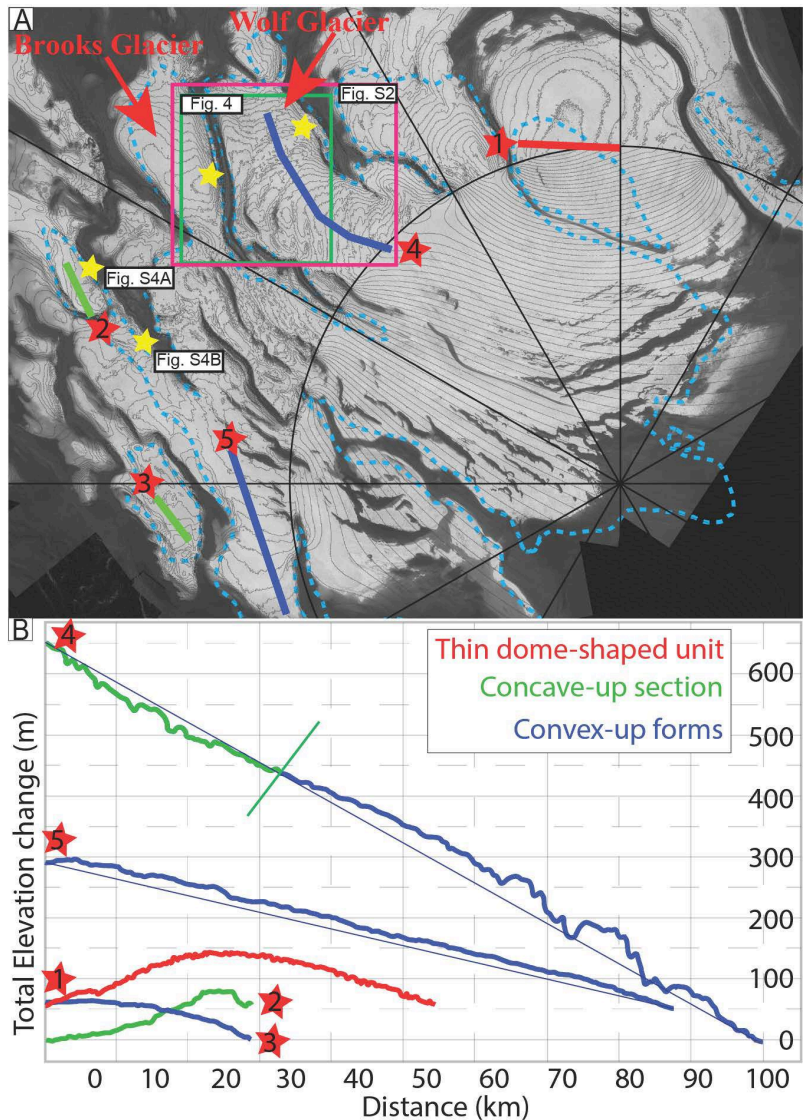 A
Brooks Glacier
Wolf Glacier
Fig. 4
Fig. S2
1
4
Fig. S4A
2
Fig. S4B
5
3
B
4
Thin dome-shaped unit
Concave-up section
Convex-up forms
5
1
2
3
Total Elevation change (m)
600
500
400
300
200
100
0
0 10 20 30 40 50 60 70 80 90 100
Distance (km)